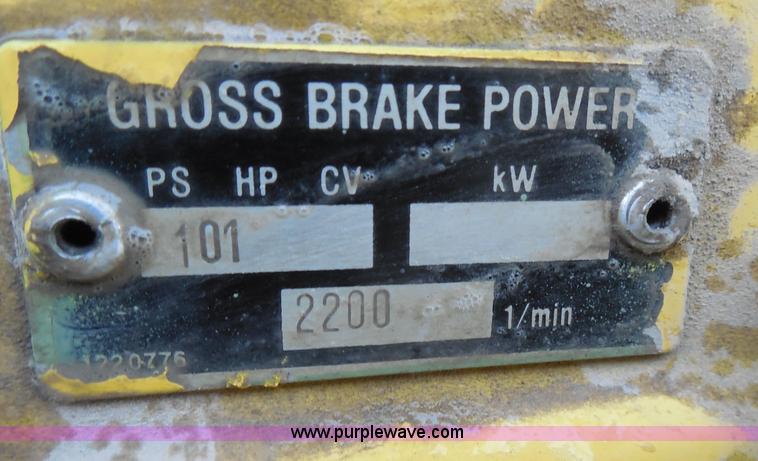 GROSS BRAKE POWER
PS HP CV kW
101
2200 1/min
1220776
www.purplewave.com